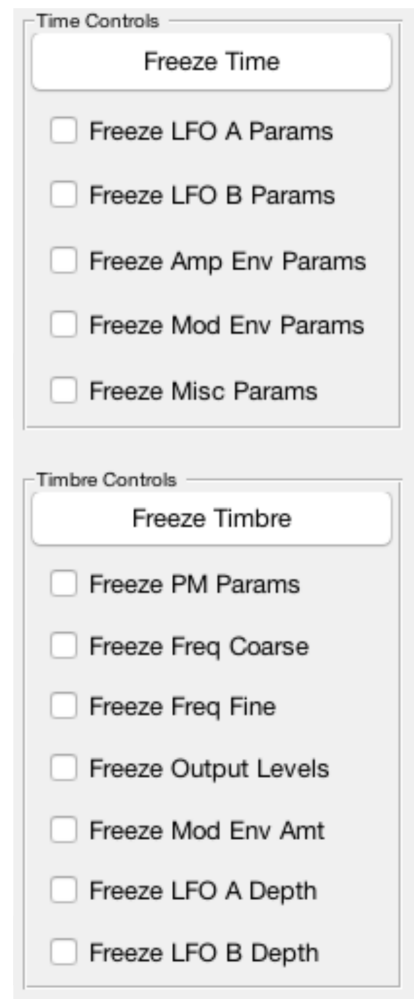 Time Controls
Freeze Time
Freeze LFO A Params
Freeze LFO B Params
Freeze Amp Env Params
Freeze Mod Env Params
Freeze Misc Params
Timbre Controls
Freeze Timbre
Freeze PM Params
Freeze Freq Coarse
Freeze Freq Fine
Freeze Output Levels
Freeze Mod Env Amt
Freeze LFO A Depth
Freeze LFO B Depth